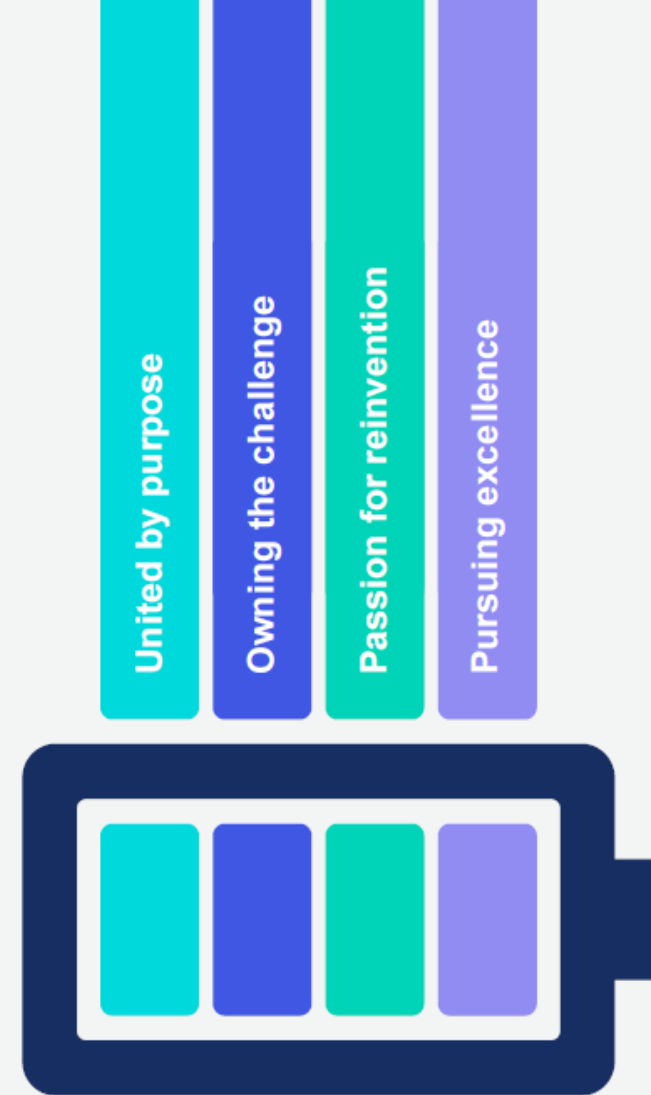 United by purpose
Owning the challenge
Passion for reinvention
Pursuing excellence